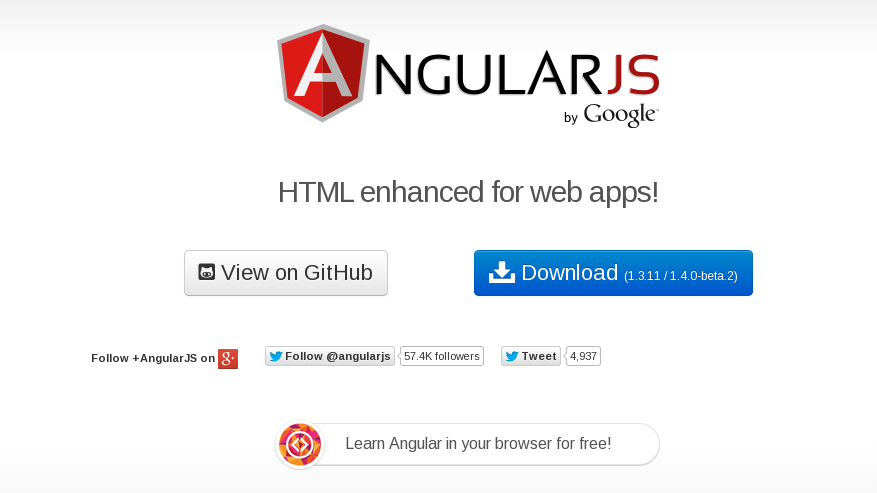 ANGULARJS
by Google™
HTML enhanced for web apps!
View on GitHub
Download (1.3.11 / 1.4.0-beta.2)
Follow +AngularJS on g+
Follow @angularjs 57.4K followers
Tweet 4,937
Learn Angular in your browser for free!